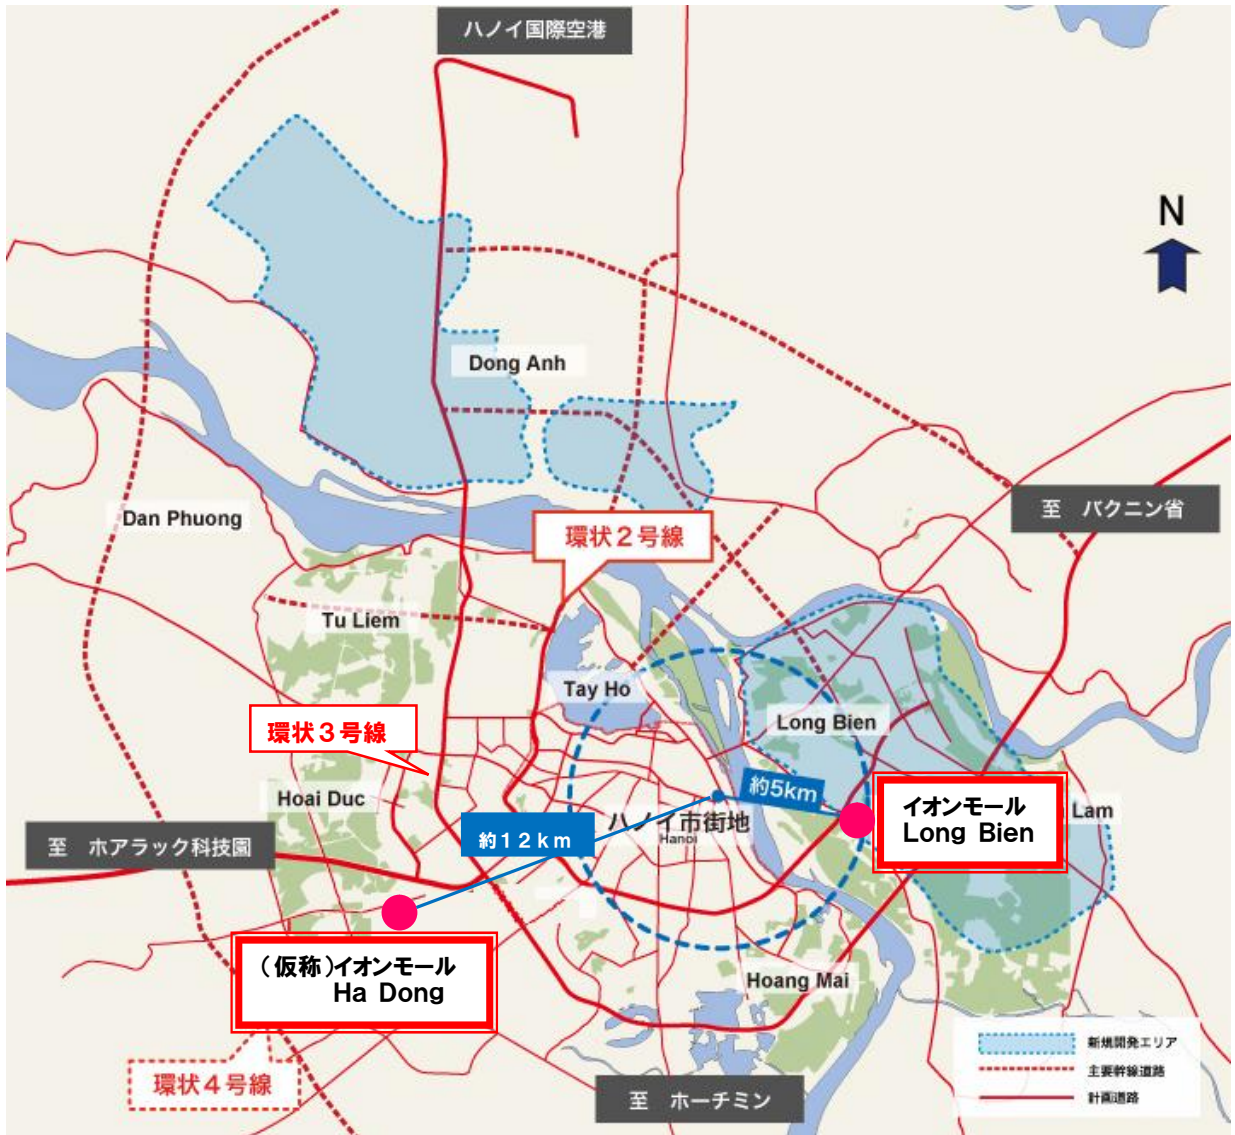 ハノイ国際空港
N
Dong Anh
至 バクニン省
Dan Phuong
環状2号線
Tu Liem
Tay Ho
Long Bien
環状3号線
Hoai Duc
約5km
イオンモール
Long Bien
Lam
ハノイ市街地
Hanoi
約12km
至 ホアラック科技園
(仮称)イオンモール
Ha Dong
Hoang Mai
新規開発エリア
主要幹線道路
計画道路
環状4号線
至 ホーチミン